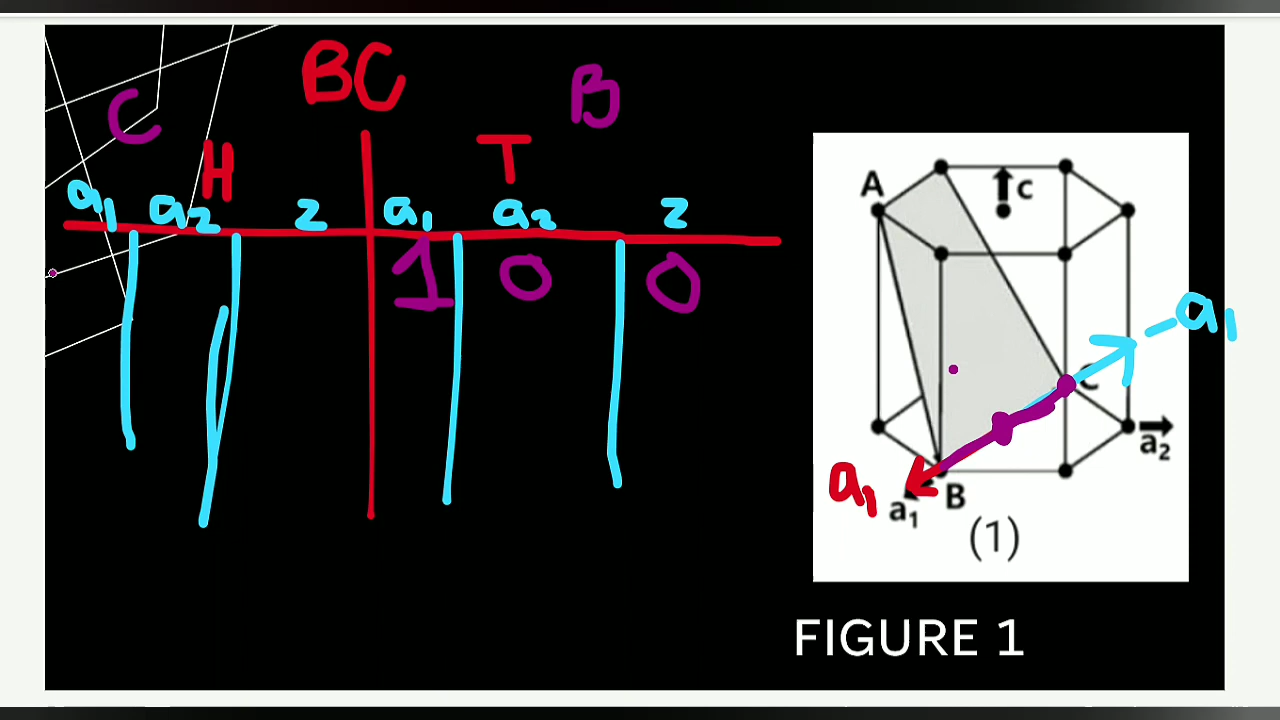 BC
C B
H T
a1 a2 z a1 a2 z
1 0 0
A
c
-a1
C
a2
a1
a1
B
(1)
FIGURE 1